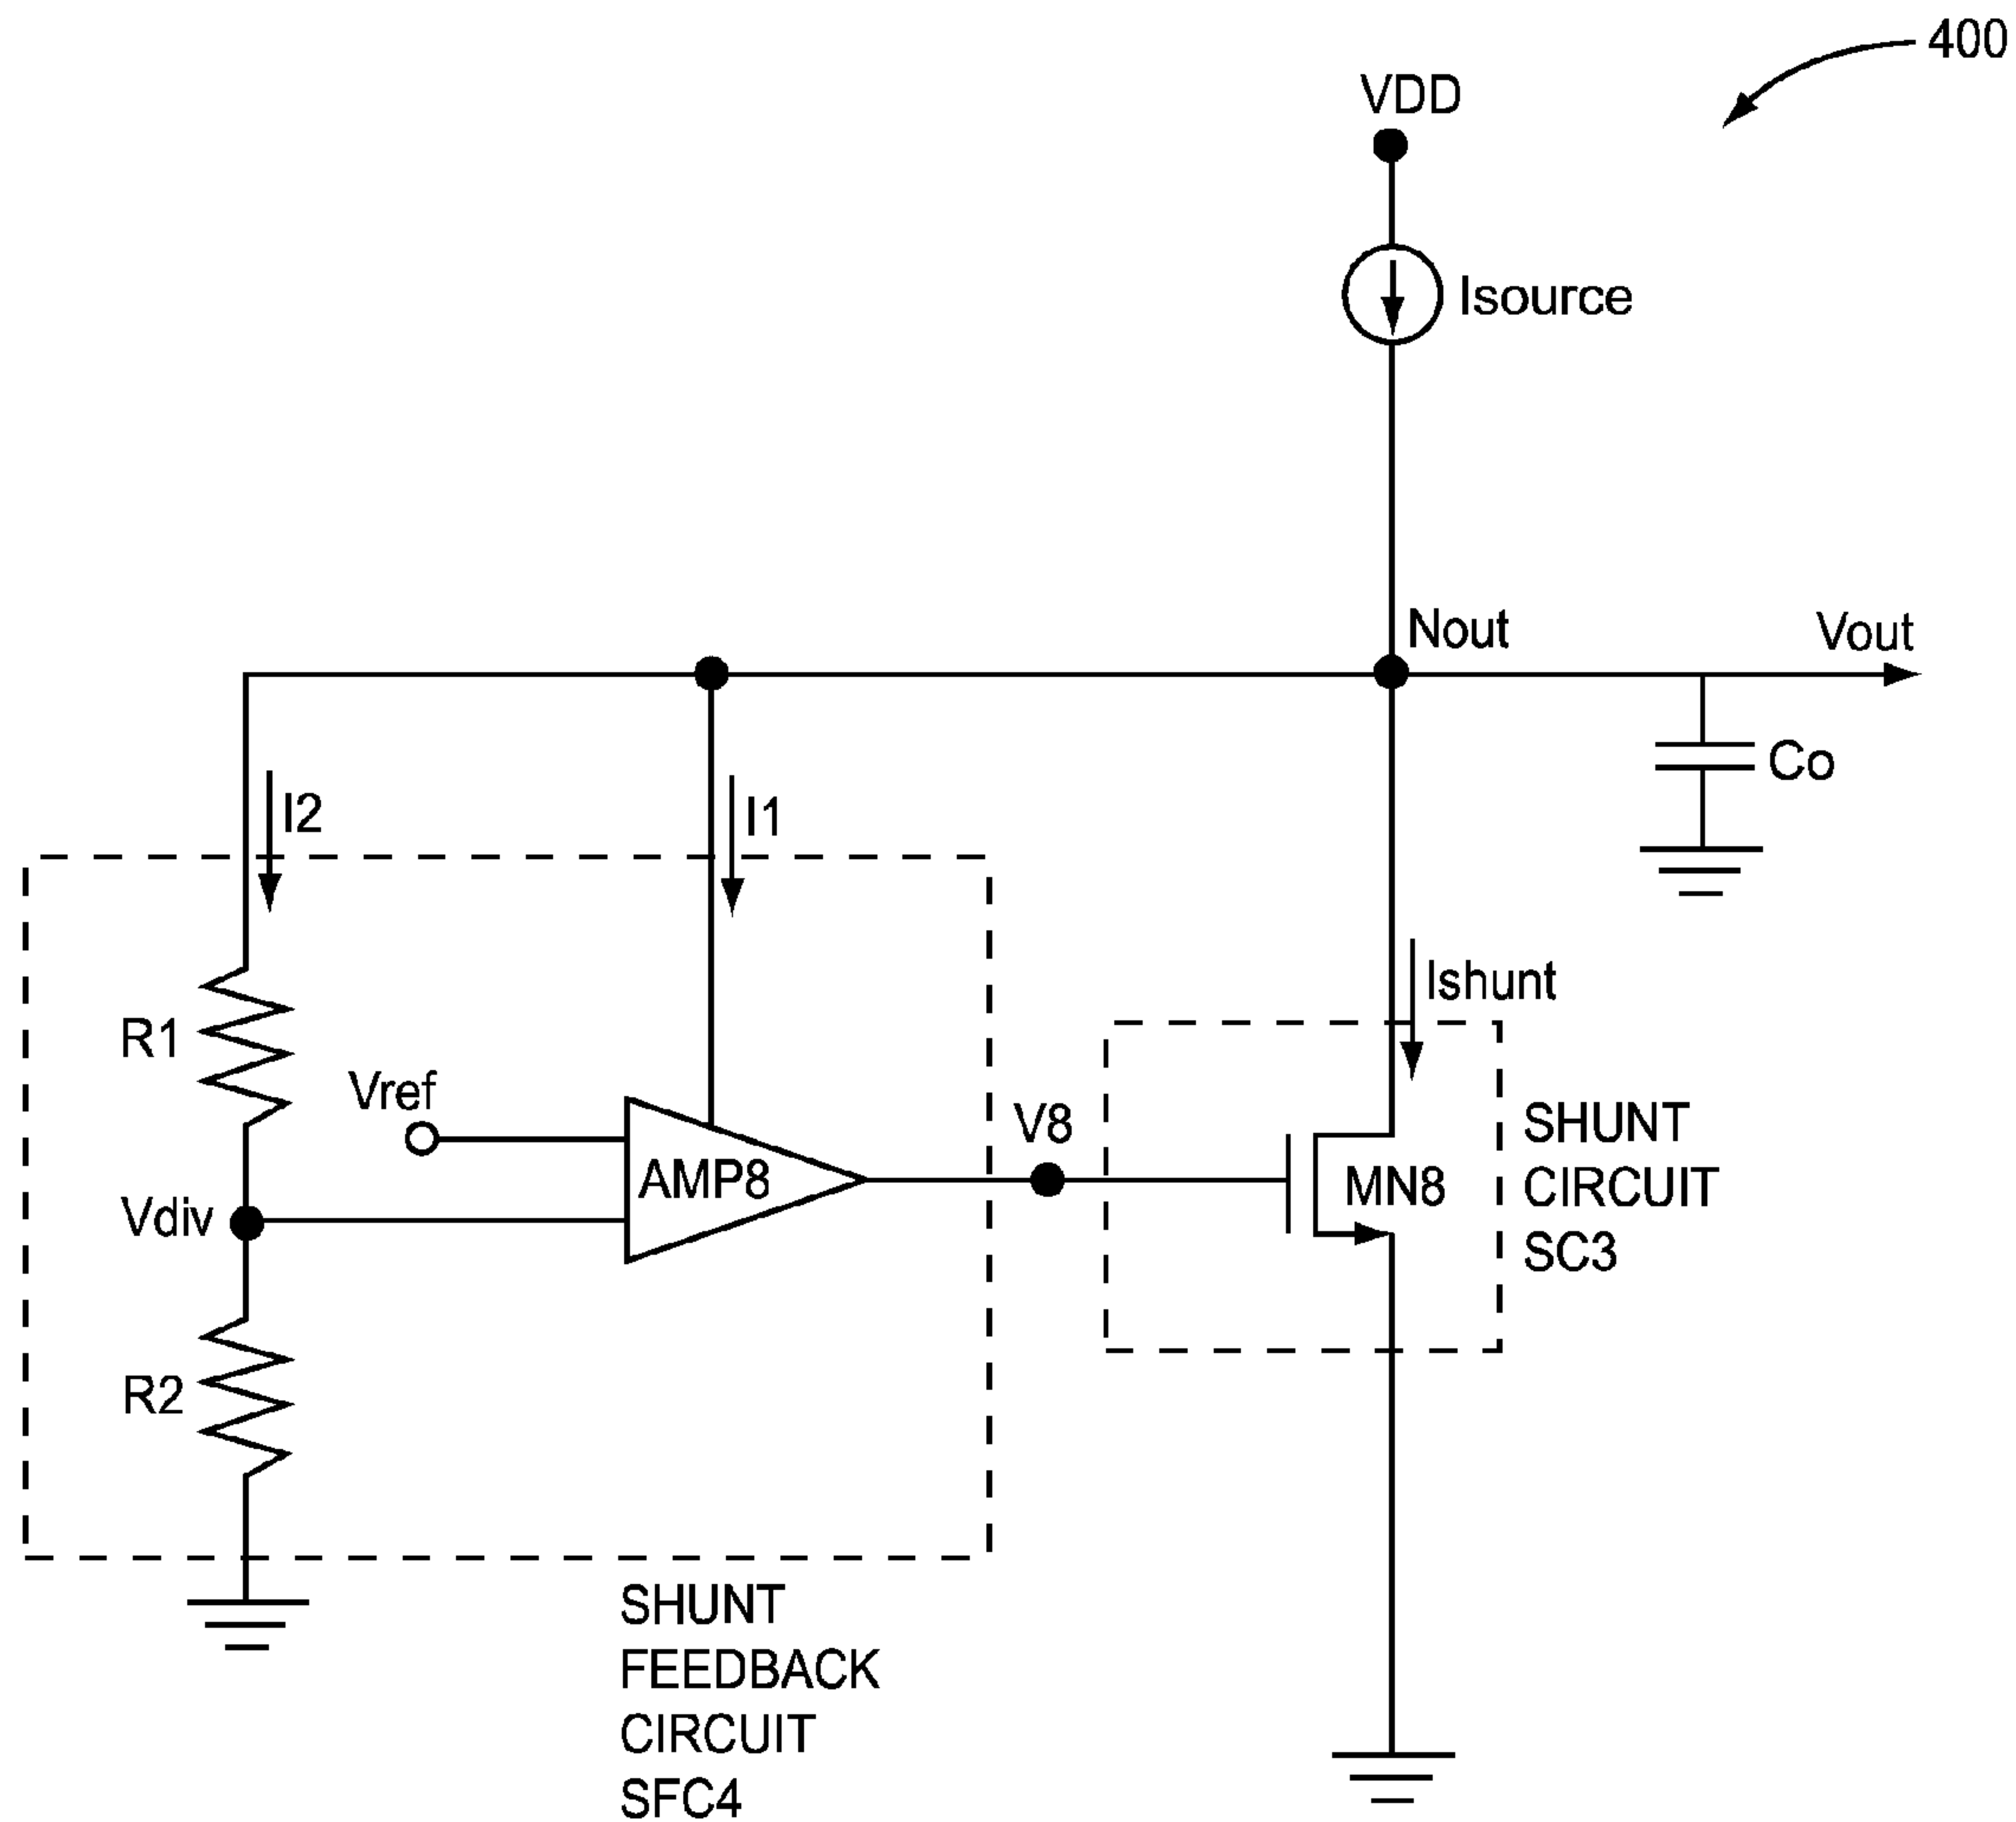 400
VDD
Isource
Nout
Vout
Co
I2
I1
Ishunt
R1
Vref
V8
AMP8
MN8
SHUNT
CIRCUIT
SC3
Vdiv
R2
SHUNT
FEEDBACK
CIRCUIT
SFC4